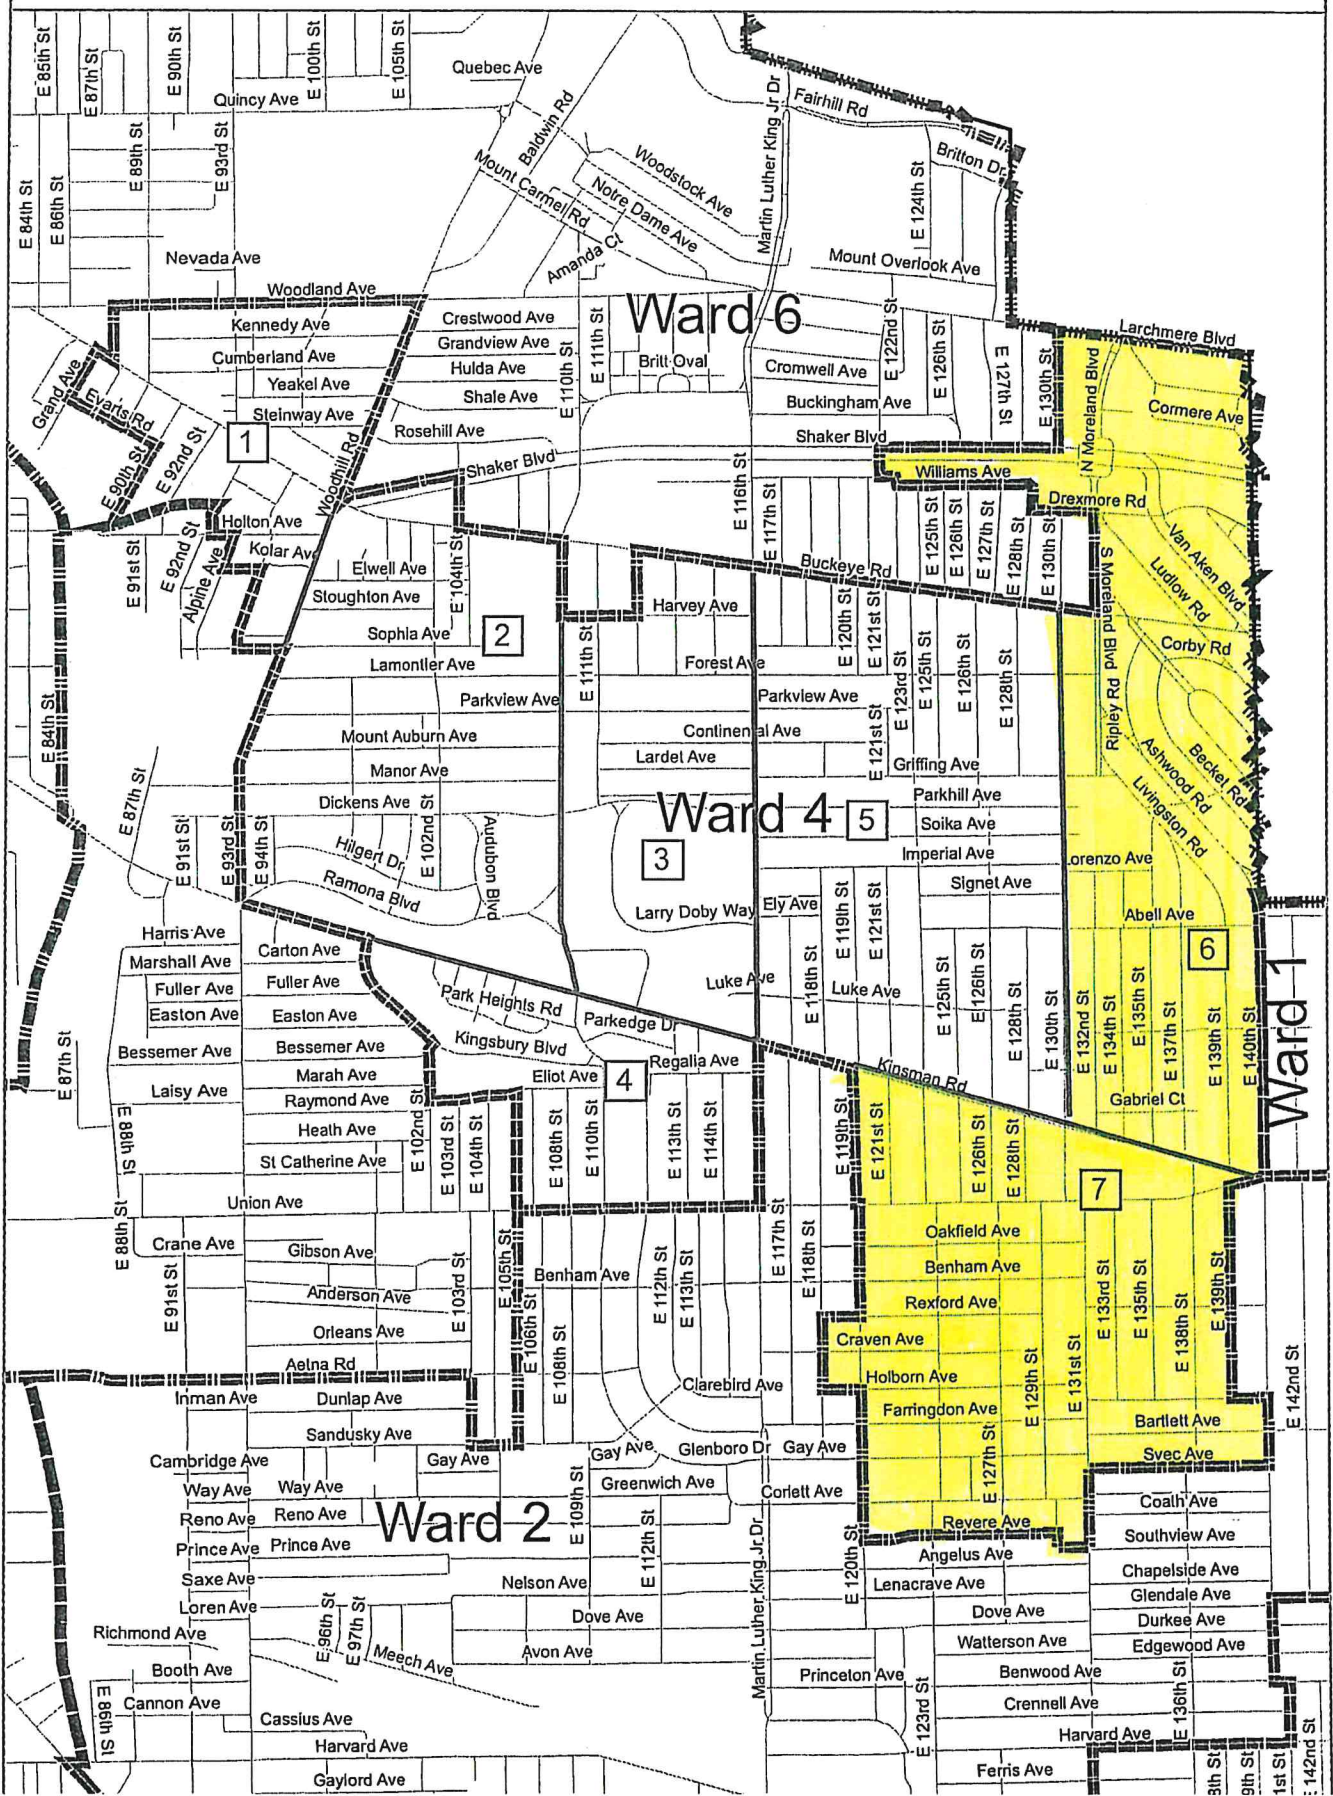 E 85th St
E 87th St
E 90th St
E 100th St
E 105th St
Quebec Ave
Quincy Ave
Baldwin Rd
Martin Luther King Jr Dr
Fairhill Rd
Britton Dr
E 84th St
E 86th St
E 89th St
E 93rd St
Mount Carmel Rd
Woodstock Ave
Notre Dame Ave
Amanda Ct
E 124th St
Mount Overlook Ave
Nevada Ave
Woodland Ave
Kennedy Ave
Cumberland Ave
Yeakel Ave
Steinway Ave
Crestwood Ave
Grandview Ave
Hulda Ave
Shale Ave
Rosehill Ave
E 110th St
E 111th St
Ward 6
Britt Oval
Cromwell Ave
Buckingham Ave
E 122nd St
E 126th St
E 127th St
E 130th St
Larchmere Blvd
N Moreland Blvd
Cormere Ave
Grand Ave
Evarts Rd
E 90th St
E 92nd St
1
Woodhill Rd
Shaker Blvd
Shaker Blvd
Williams Ave
Drexmore Rd
E 116th St
E 117th St
E 125th St
E 126th St
E 127th St
E 128th St
E 130th St
Holton Ave
Kolar Ave
E 91st St
E 92nd St
Alpine Ave
Elwell Ave
E 104th St
Stoughton Ave
Sophia Ave
2
Lamontier Ave
Buckeye Rd
Harvey Ave
Forest Ave
E 111th St
E 120th St
E 121st St
E 123rd St
E 125th St
E 126th St
E 128th St
S Moreland Blvd
Van Aken Blvd
Ludlow Rd
Corby Rd
Ripley Rd
Parkview Ave
Parkview Ave
E 84th St
Mount Auburn Ave
Continental Ave
Lardet Ave
E 121st St
Griffing Ave
Ashwood Rd
Becket Rd
Livingston Rd
Manor Ave
Dickens Ave
E 87th St
E 91st St
E 93rd St
E 94th St
Hilgert Dr
E 102nd St
Audubon Blvd
Ramona Blvd
Ward 4
5
3
Parkhill Ave
Soika Ave
Imperial Ave
Signet Ave
orenzo Ave
Larry Doby Way
Ely Ave
E 119th St
E 121st St
Abell Ave
6
Harris Ave
Marshall Ave
Fuller Ave
Easton Ave
Bessemer Ave
Laisy Ave
Carton Ave
Fuller Ave
Easton Ave
Bessemer Ave
Marah Ave
Raymond Ave
Heath Ave
St Catherine Ave
Union Ave
Luke Ave
Luke Ave
E 118th St
E 125th St
E 126th St
E 128th St
E 130th St
E 132nd St
E 134th St
E 135th St
E 137th St
E 139th St
E 140th St
Ward 1
Park Heights Rd
Parkedge Dr
Kingsbury Blvd
Regalia Ave
Eliot Ave
4
Kinsman Rd
Gabriel Ct
E 87th St
E 88th St
E 88th St
E 102nd St
E 103rd St
E 104th St
E 108th St
E 110th St
E 113th St
E 114th St
E 119th St
E 121st St
E 126th St
E 128th St
7
Crane Ave
E 91st St
Gibson Ave
Anderson Ave
Orleans Ave
Aetna Rd
E 103rd St
E 105th St
E 106th St
E 108th St
Benham Ave
E 112th St
E 113th St
E 117th St
E 118th St
Oakfield Ave
Benham Ave
Rexford Ave
Craven Ave
Holborn Ave
Farringdon Ave
E 129th St
E 131st St
E 133rd St
E 135th St
E 138th St
E 139th St
E 142nd St
Bartlett Ave
Svec Ave
Clarebird Ave
Inman Ave
Dunlap Ave
Sandusky Ave
Cambridge Ave
Gay Ave
Gay Ave
Glenboro Dr
Gay Ave
Way Ave
Way Ave
Greenwich Ave
Corlett Ave
E 127th St
Reno Ave
Reno Ave
Ward 2
E 109th St
E 112th St
Revere Ave
Coath Ave
Southview Ave
Prince Ave
Prince Ave
Angelus Ave
Chapelside Ave
Saxe Ave
Nelson Ave
Martin Luther King Jr Dr
E 120th St
Lenacrave Ave
Glendale Ave
Loren Ave
Dove Ave
Dove Ave
Durkee Ave
Richmond Ave
E 96th St
E 97th St
Meech Ave
Avon Ave
Watterson Ave
Edgewood Ave
Booth Ave
Princeton Ave
Benwood Ave
E 86th St
Cannon Ave
E 123rd St
Crennell Ave
E 136th St
Cassius Ave
Harvard Ave
Harvard Ave
Gaylord Ave
Ferris Ave
8th St
9th St
1st St
E 142nd St